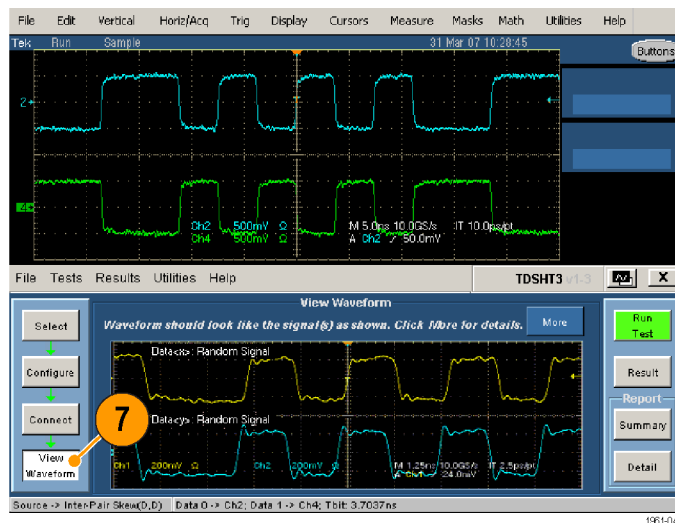 File Edit Vertical Horiz/Acq Trig Display Cursors Measure Masks Math Utilities Help
Tek Run Sample 31 Mar 07 10:28:45 Buttons
2
4
Ch2 500mV Ω M 5.0ns 10.0GS/s IT 10.0ps/pt
Ch4 500mV Ω A Ch2 50.0mV
File Tests Results Utilities Help TDSHT3 v1-3 X
View Waveform
Select
Waveform should look like the signal(s) as shown. Click More for details. More
Run Test
Data<x>: Random Signal
Configure
Result
Connect
7
Data<y>: Random Signal
Report
Summary
View Waveform
Ch1 200mV Ω Ch2 200mV Ω M 1.25ns 10.0GS/s IT 2.5ps/pt
A Ch1 24.0mV
Detail
Source -> Inter-Pair Skew(D,D) Data 0 -> Ch2; Data 1 -> Ch4; Tbit: 3.7037ns